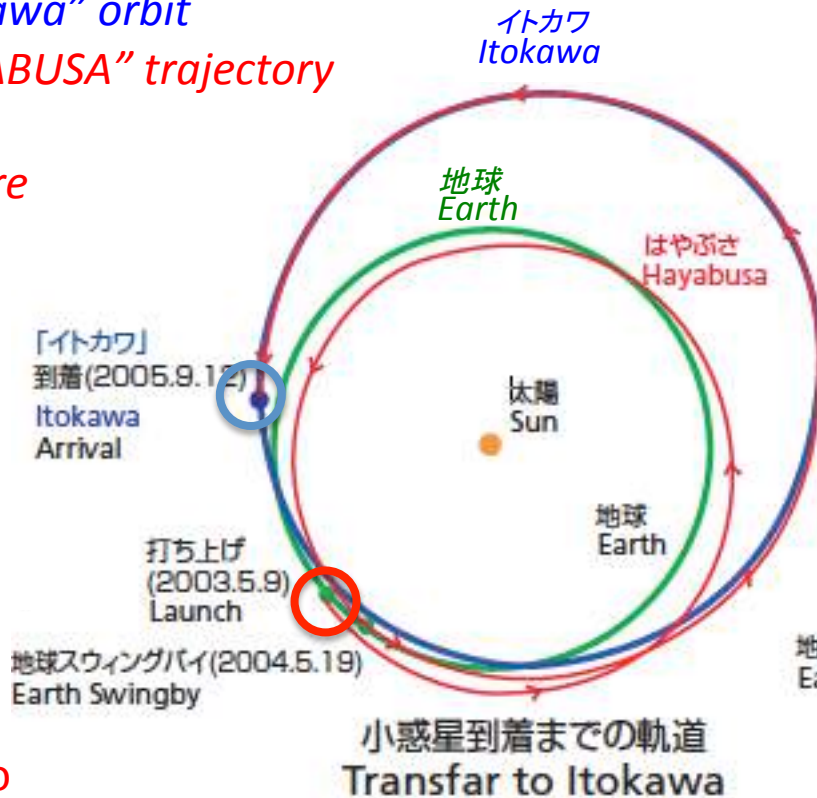 awa” orbit
ABUSA” trajectory
re
イトカワ
Itokawa
地球
Earth
はやぶさ
Hayabusa
「イトカワ」
到着(2005.9.12)
Itokawa
Arrival
太陽
Sun
地球
Earth
打ち上げ
(2003.5.9)
Launch
地球スウィングバイ(2004.5.19)
Earth Swingby
地
Ea
小惑星到着までの軌道
Transfar to Itokawa
o